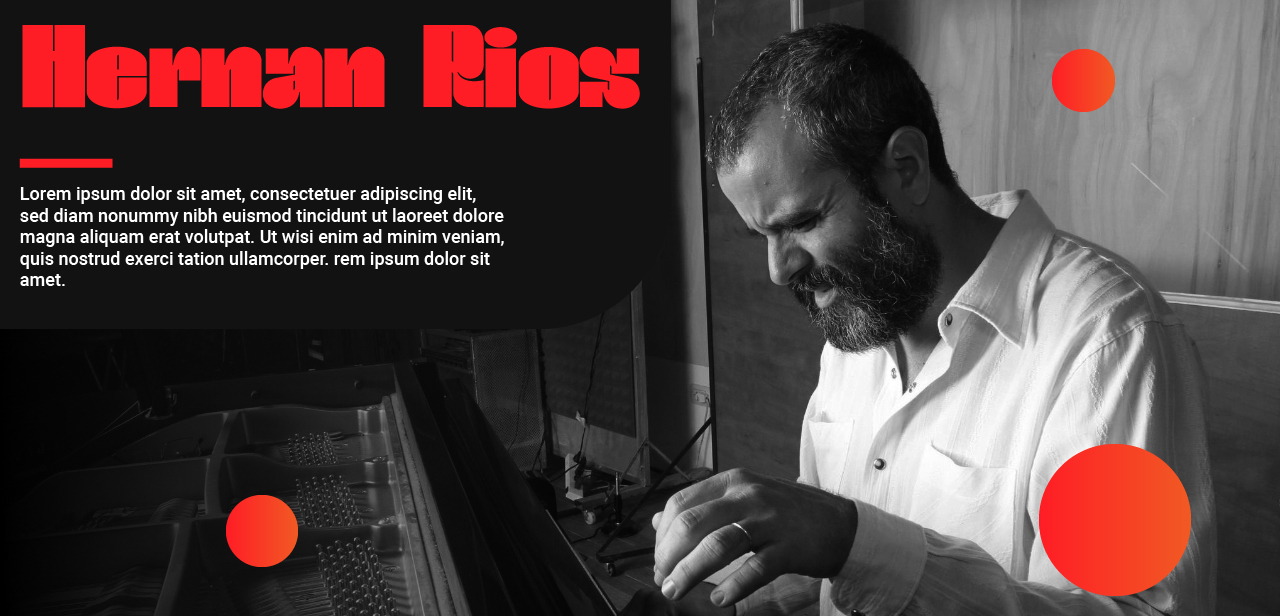 Hernan Rios
Lorem ipsum dolor sit amet, consectetuer adipiscing elit,
sed diam nonummy nibh euismod tincidunt ut laoreet dolore
magna aliquam erat volutpat. Ut wisi enim ad minim veniam,
quis nostrud exerci tation ullamcorper. rem ipsum dolor sit
amet.